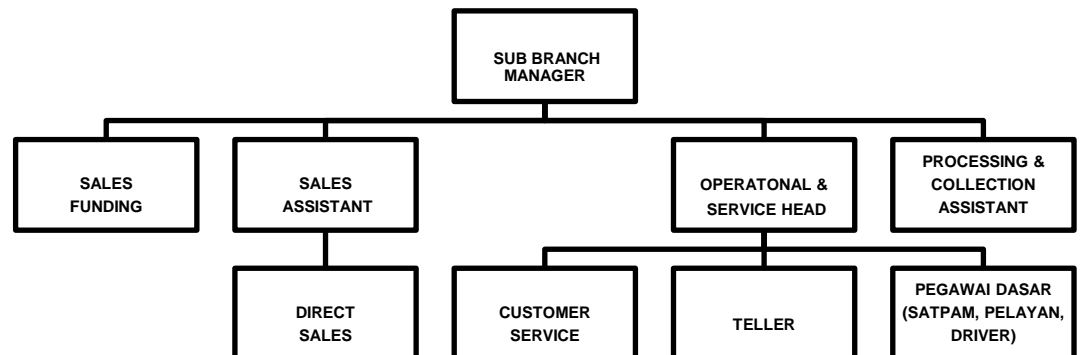 SUB BRANCH
MANAGER
SALES
FUNDING
SALES
ASSISTANT
OPERATONAL &
SERVICE HEAD
PROCESSING &
COLLECTION
ASSISTANT
DIRECT
SALES
CUSTOMER
SERVICE
TELLER
PEGAWAI DASAR
(SATPAM, PELAYAN,
DRIVER)